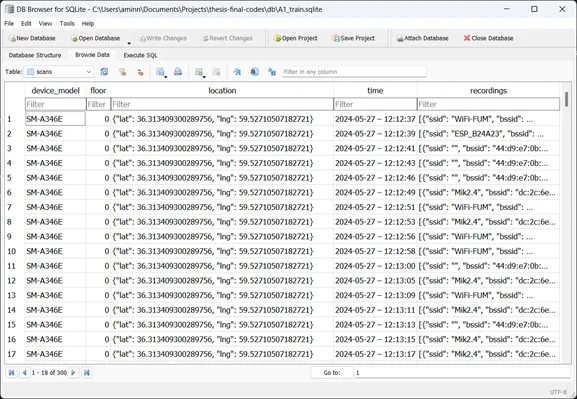 DB Browser for SQLite - C:\Users\aminn\Documents\Projects\thesis-final-codes\db\A1_train.sqlite
File Edit View Tools Help
New Database Open Database Write Changes Revert Changes Open Project Save Project Attach Database Close Database
Database Structure Browse Data Execute SQL
Table: scans Filter in any column
device_model floor location time recordings
Filter Filter Filter Filter Filter
1 SM-A346E 0 {"lat": 36.313409300289756, "lng": 59.52710507182721} 2024-05-27 – 12:12:37 [{"ssid": "WiFi-FUM", "bssid": ...
2 SM-A346E 0 {"lat": 36.313409300289756, "lng": 59.52710507182721} 2024-05-27 – 12:12:39 [{"ssid": "ESP_B24A23", "bssid": ...
3 SM-A346E 0 {"lat": 36.313409300289756, "lng": 59.52710507182721} 2024-05-27 – 12:12:41 [{"ssid": "", "bssid": "44:d9:e7:0b:...
4 SM-A346E 0 {"lat": 36.313409300289756, "lng": 59.52710507182721} 2024-05-27 – 12:12:43 [{"ssid": "", "bssid": "44:d9:e7:0b:...
5 SM-A346E 0 {"lat": 36.313409300289756, "lng": 59.52710507182721} 2024-05-27 – 12:12:46 [{"ssid": "", "bssid": "44:d9:e7:0b:...
6 SM-A346E 0 {"lat": 36.313409300289756, "lng": 59.52710507182721} 2024-05-27 – 12:12:49 [{"ssid": "Mik2.4", "bssid": "dc:2c:6e...
7 SM-A346E 0 {"lat": 36.313409300289756, "lng": 59.52710507182721} 2024-05-27 – 12:12:51 [{"ssid": "WiFi-FUM", "bssid": ...
8 SM-A346E 0 {"lat": 36.313409300289756, "lng": 59.52710507182721} 2024-05-27 – 12:12:53 [{"ssid": "Mik2.4", "bssid": "dc:2c:6e...
9 SM-A346E 0 {"lat": 36.313409300289756, "lng": 59.52710507182721} 2024-05-27 – 12:12:56 [{"ssid": "WiFi-FUM", "bssid": ...
10 SM-A346E 0 {"lat": 36.313409300289756, "lng": 59.52710507182721} 2024-05-27 – 12:12:58 [{"ssid": "WiFi-FUM", "bssid": ...
11 SM-A346E 0 {"lat": 36.313409300289756, "lng": 59.52710507182721} 2024-05-27 – 12:13:00 [{"ssid": "", "bssid": "44:d9:e7:0b:...
12 SM-A346E 0 {"lat": 36.313409300289756, "lng": 59.52710507182721} 2024-05-27 – 12:13:05 [{"ssid": "Mik2.4", "bssid": "dc:2c:6e...
13 SM-A346E 0 {"lat": 36.313409300289756, "lng": 59.52710507182721} 2024-05-27 – 12:13:09 [{"ssid": "WiFi-FUM", "bssid": ...
14 SM-A346E 0 {"lat": 36.313409300289756, "lng": 59.52710507182721} 2024-05-27 – 12:13:11 [{"ssid": "Mik2.4", "bssid": "dc:2c:6e...
15 SM-A346E 0 {"lat": 36.313409300289756, "lng": 59.52710507182721} 2024-05-27 – 12:13:13 [{"ssid": "", "bssid": "44:d9:e7:0b:...
16 SM-A346E 0 {"lat": 36.313409300289756, "lng": 59.52710507182721} 2024-05-27 – 12:13:15 [{"ssid": "Mik2.4", "bssid": "dc:2c:6e...
17 SM-A346E 0 {"lat": 36.313409300289756, "lng": 59.52710507182721} 2024-05-27 – 12:13:17 [{"ssid": "Mik2.4", "bssid": "dc:2c:6e...
1 - 18 of 300 Go to: 1
UTF-8